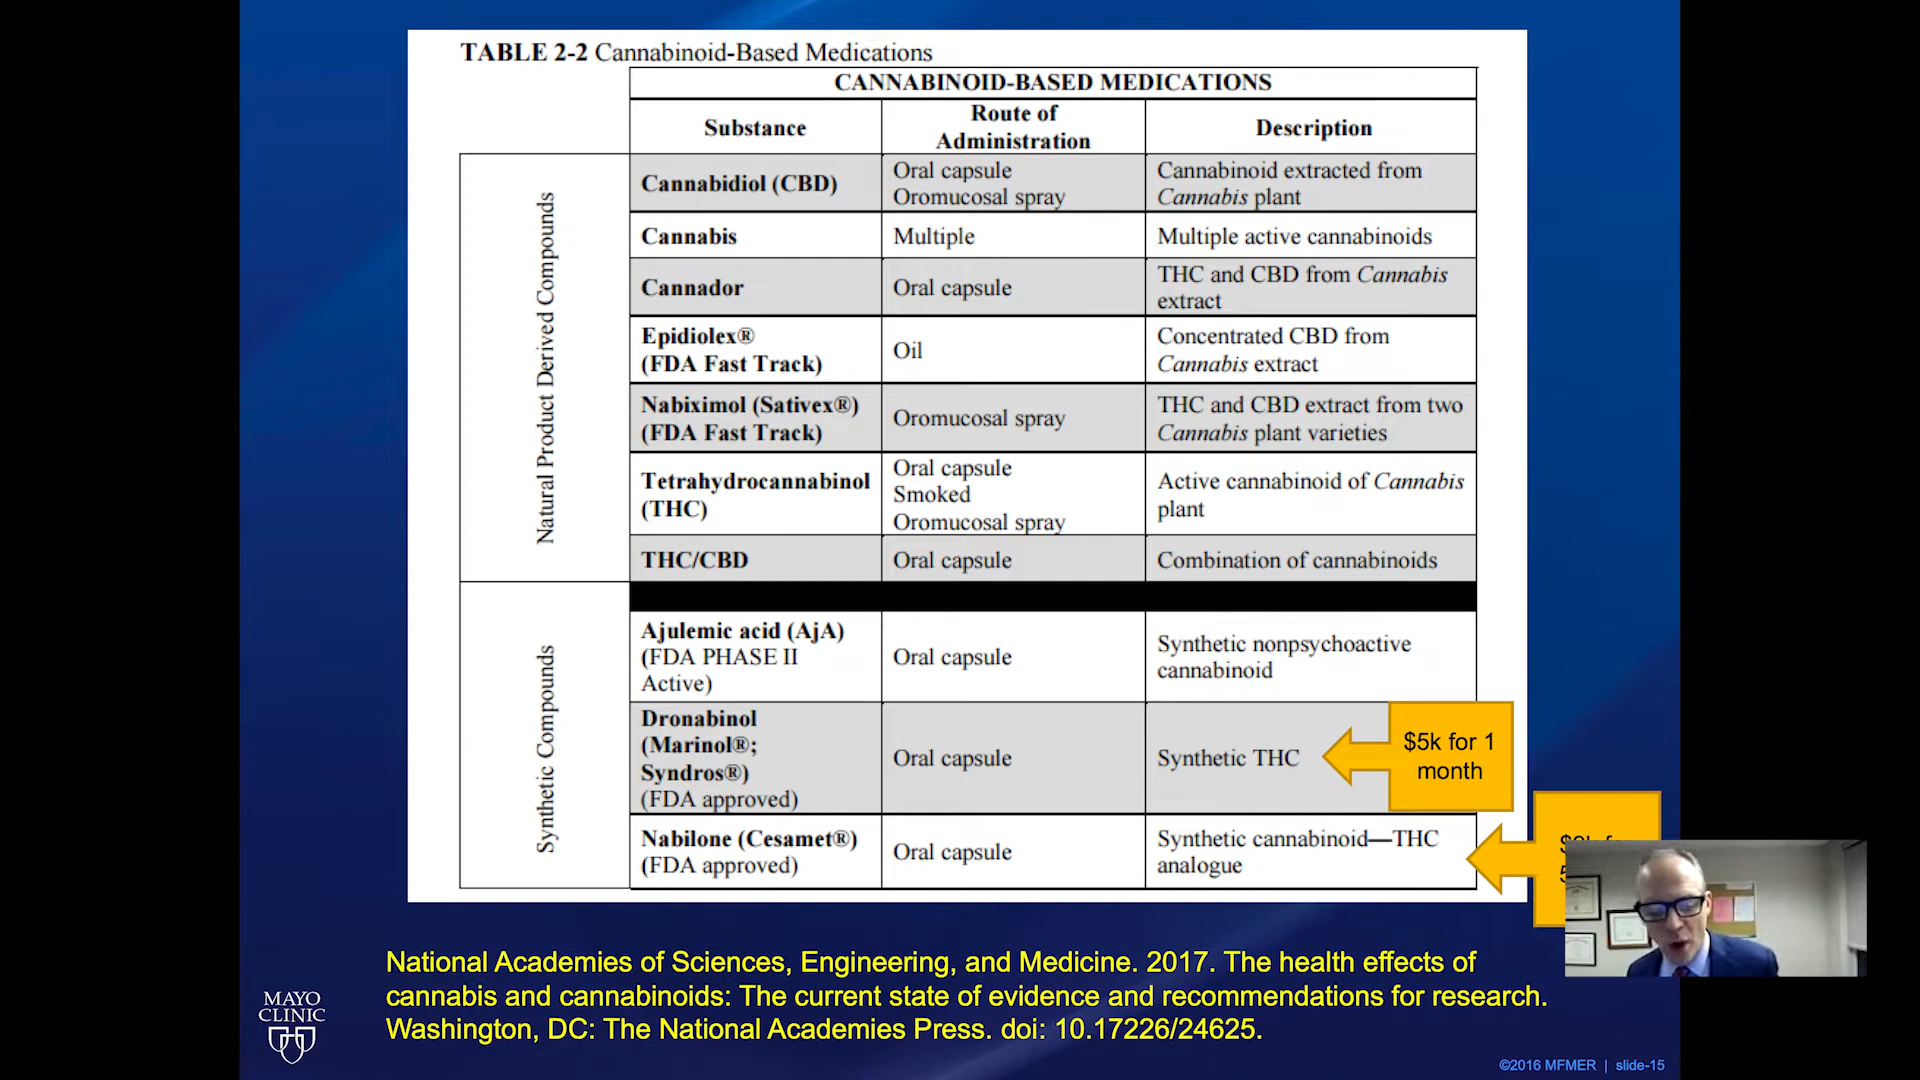 TABLE 2-2 Cannabinoid-Based Medications
CANNABINOID-BASED MEDICATIONS
Substance
Route of
Administration
Description
Natural Product Derived Compounds
Cannabidiol (CBD)
Oral capsule
Oromucosal spray
Cannabinoid extracted from
Cannabis plant
Cannabis
Multiple
Multiple active cannabinoids
Cannador
Oral capsule
THC and CBD from Cannabis
extract
Epidiolex®
(FDA Fast Track)
Oil
Concentrated CBD from
Cannabis extract
Nabiximol (Sativex®)
(FDA Fast Track)
Oromucosal spray
THC and CBD extract from two
Cannabis plant varieties
Tetrahydrocannabinol
(THC)
Oral capsule
Smoked
Oromucosal spray
Active cannabinoid of Cannabis
plant
THC/CBD
Oral capsule
Combination of cannabinoids
Synthetic Compounds
Ajulemic acid (AjA)
(FDA PHASE II
Active)
Oral capsule
Synthetic nonpsychoactive
cannabinoid
Dronabinol
(Marinol®;
Syndros®)
(FDA approved)
Oral capsule
Synthetic THC
$5k for 1
month
Nabilone (Cesamet®)
(FDA approved)
Oral capsule
Synthetic cannabinoid—THC
analogue
National Academies of Sciences, Engineering, and Medicine. 2017. The health effects of
cannabis and cannabinoids: The current state of evidence and recommendations for research.
Washington, DC: The National Academies Press. doi: 10.17226/24625.
MAYO
CLINIC
©2016 MFMER | slide-15